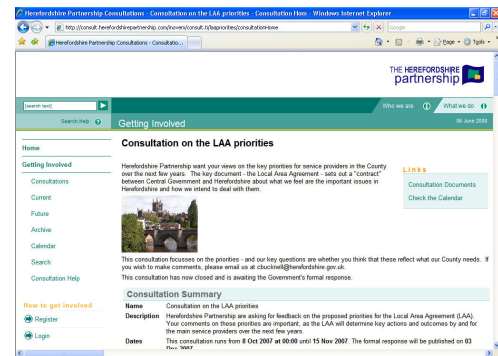 Herefordshire Partnership Consultations - Consultation on the LAA priorities - Consultation Hom - Windows Internet Explorer
http://consult.herefordshirepartnership.com/inovem/consult.ti/laapriorities/consultationHome
Google
Herefordshire Partnership Consultations - Consultatio...
Page
Tools
THE HEREFORDSHIRE
partnership
[search text]
Who we are
What we do
Search Help
Getting Involved
06 June 2008
Home
Getting Involved
Consultations
Current
Future
Archive
Calendar
Search
Consultation Help
How to get involved
Register
Login
Consultation on the LAA priorities
Herefordshire Partnership want your views on the key priorities for service providers in the County
over the next few years. The key document - the Local Area Agreement - sets out a "contract"
between Central Government and Herefordshire about what we feel are the important issues in
Herefordshire and how we intend to deal with them.
Links
Consultation Documents
Check the Calendar
This consultation focusses on the priorities - and our key questions are whether you think that these reflect what our County needs. If
you wish to make comments, please email us at cbucknell@herefordshire.gov.uk.
This consultation has now closed and is awaiting the Government's formal response.
Consultation Summary
Name Consultation on the LAA priorities
Description Herefordshire Partnership are asking for feedback on the proposed priorities for the Local Area Agreement (LAA).
Your comments on these priorities are important, as the LAA will determine key actions and outcomes by and for
the main service providers over the next few years.
Dates This consultation runs from 8 Oct 2007 at 00:00 until 15 Nov 2007. The formal response will be published on 03
Dec 2007